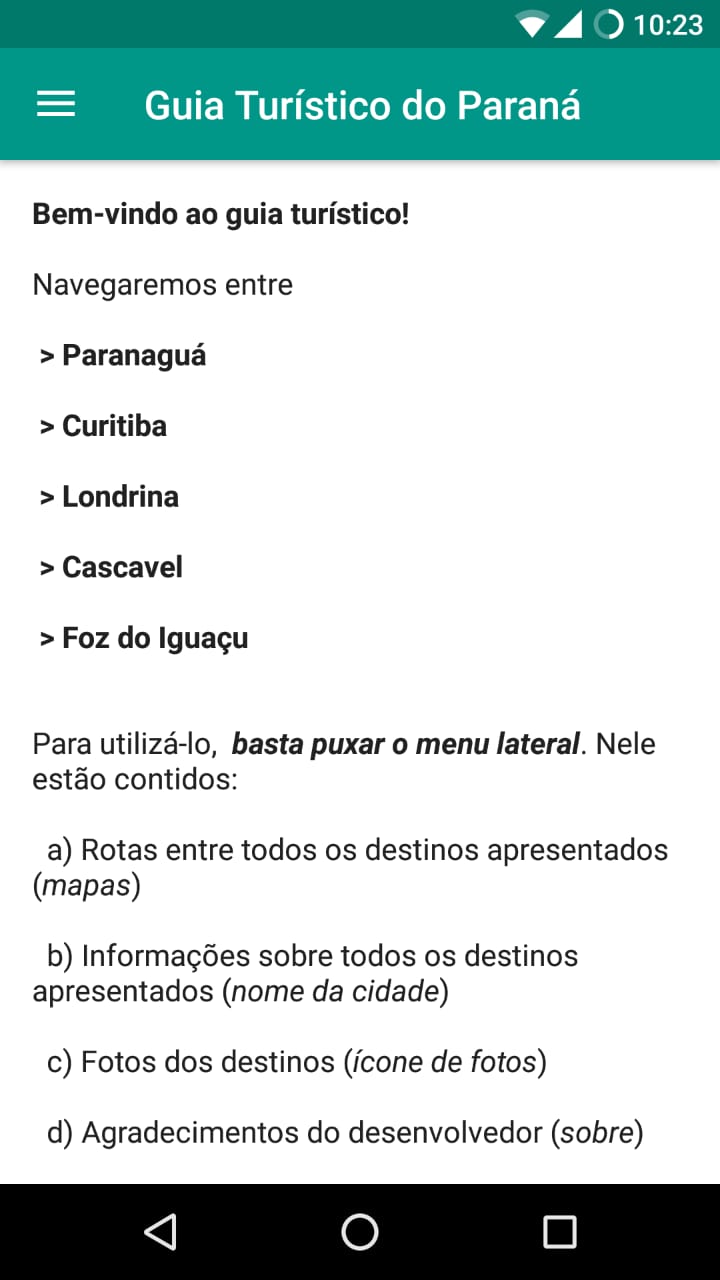 10:23
Guia Turístico do Paraná
Bem-vindo ao guia turístico!
Navegaremos entre
> Paranaguá
> Curitiba
> Londrina
> Cascavel
> Foz do Iguaçu
Para utilizá-lo, basta puxar o menu lateral. Nele
estão contidos:
a) Rotas entre todos os destinos apresentados
(mapas)
b) Informações sobre todos os destinos
apresentados (nome da cidade)
c) Fotos dos destinos (ícone de fotos)
d) Agradecimentos do desenvolvedor (sobre)